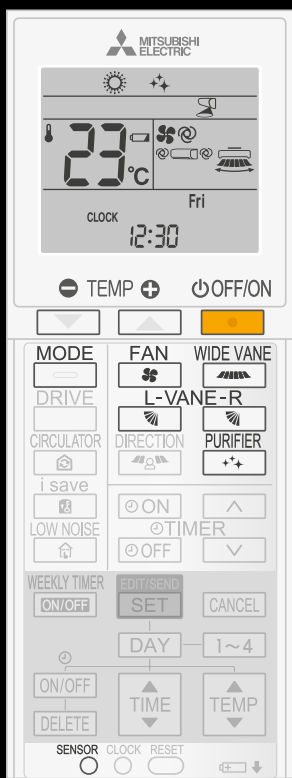 MITSUBISHI
ELECTRIC
23°C
Fri
CLOCK
12:30
TEMP
OFF/ON
MODE FAN WIDE VANE
DRIVE L-VANE-R
CIRCULATOR DIRECTION PURIFIER
i save
ON
LOW NOISE TIMER
OFF
WEEKLY TIMER EDIT/SEND
ON/OFF SET CANCEL
DAY 1~4
ON/OFF TIME TEMP
DELETE
SENSOR CLOCK RESET